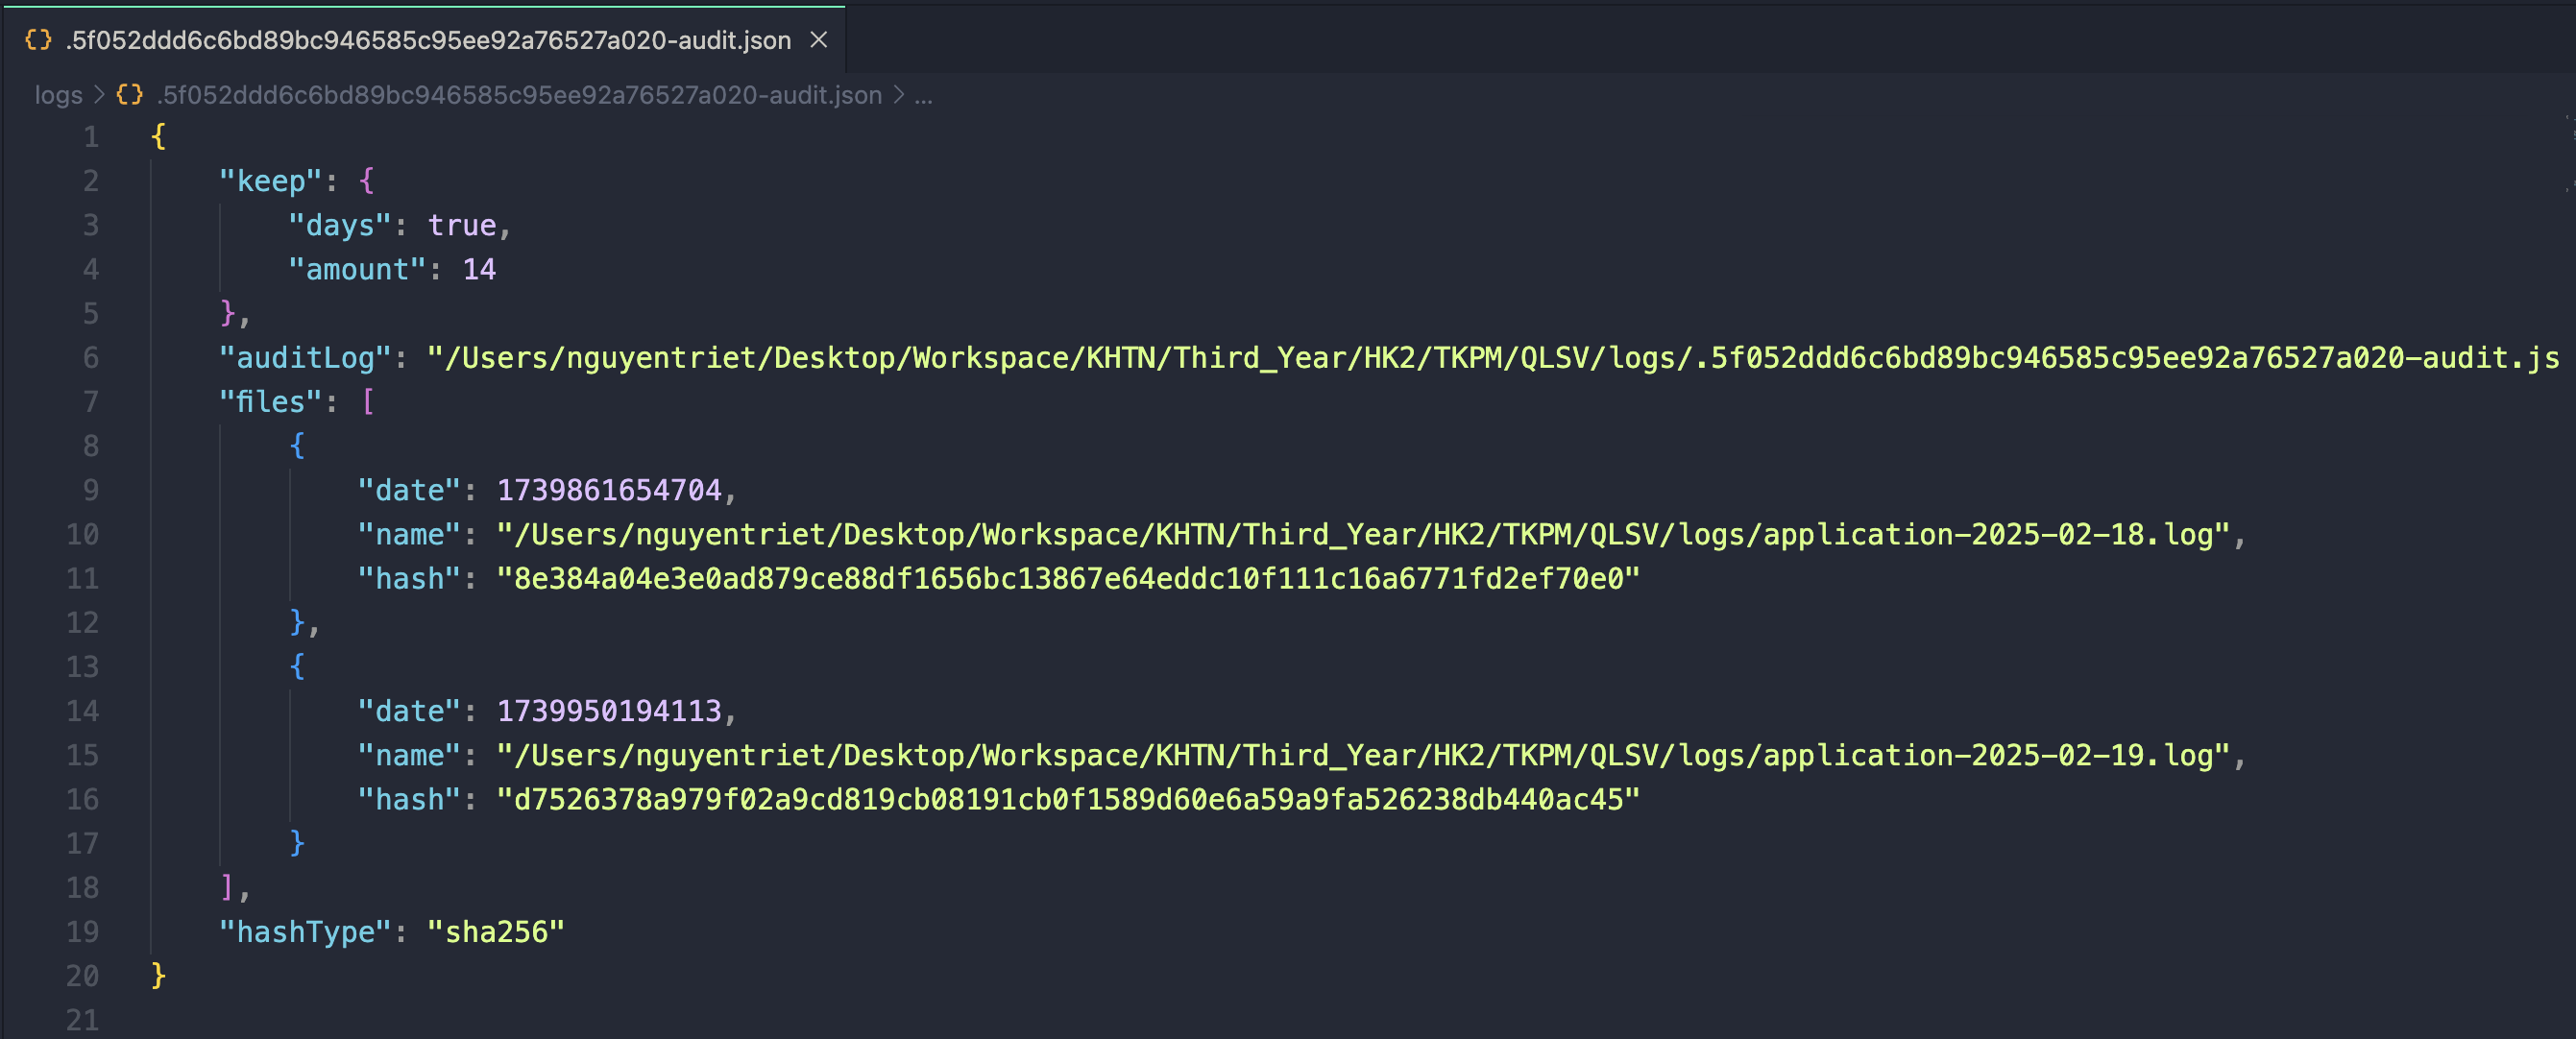 {} .5f052ddd6c6bd89bc946585c95ee92a76527a020-audit.json ×
logs > {} .5f052ddd6c6bd89bc946585c95ee92a76527a020-audit.json > ...
1 {
2     "keep": {
3         "days": true,
4         "amount": 14
5     },
6     "auditLog": "/Users/nguyentriet/Desktop/Workspace/KHTN/Third_Year/HK2/TKPM/QLSV/logs/.5f052ddd6c6bd89bc946585c95ee92a76527a020-audit.js
7     "files": [
8         {
9             "date": 1739861654704,
10             "name": "/Users/nguyentriet/Desktop/Workspace/KHTN/Third_Year/HK2/TKPM/QLSV/logs/application-2025-02-18.log",
11             "hash": "8e384a04e3e0ad879ce88df1656bc13867e64eddc10f111c16a6771fd2ef70e0"
12         },
13         {
14             "date": 1739950194113,
15             "name": "/Users/nguyentriet/Desktop/Workspace/KHTN/Third_Year/HK2/TKPM/QLSV/logs/application-2025-02-19.log",
16             "hash": "d7526378a979f02a9cd819cb08191cb0f1589d60e6a59a9fa526238db440ac45"
17         }
18     ],
19     "hashType": "sha256"
20 }
21